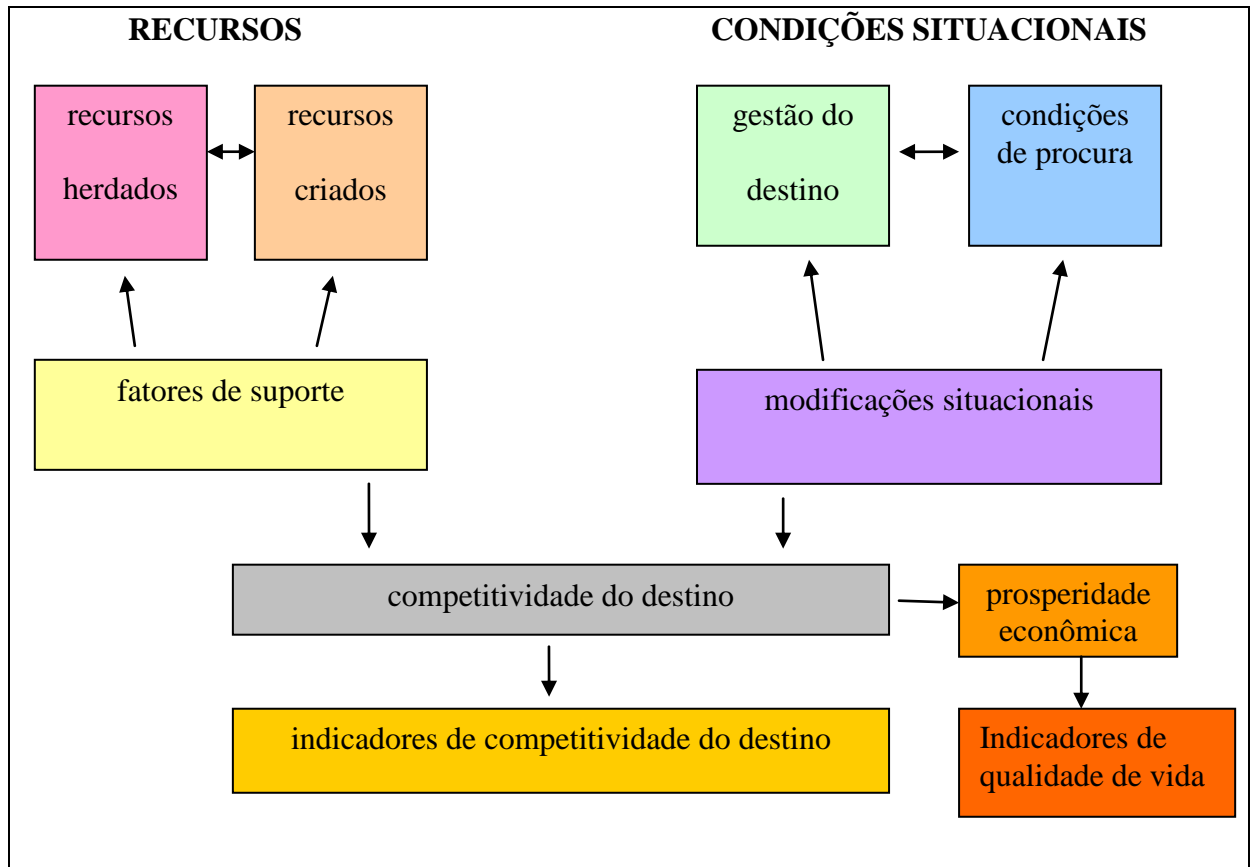 RECURSOS
CONDIÇÕES SITUACIONAIS
recursos
herdados
recursos
criados
gestão do
destino
condições
de procura
fatores de suporte
modificações situacionais
competitividade do destino
prosperidade
econômica
indicadores de competitividade do destino
Indicadores de
qualidade de vida